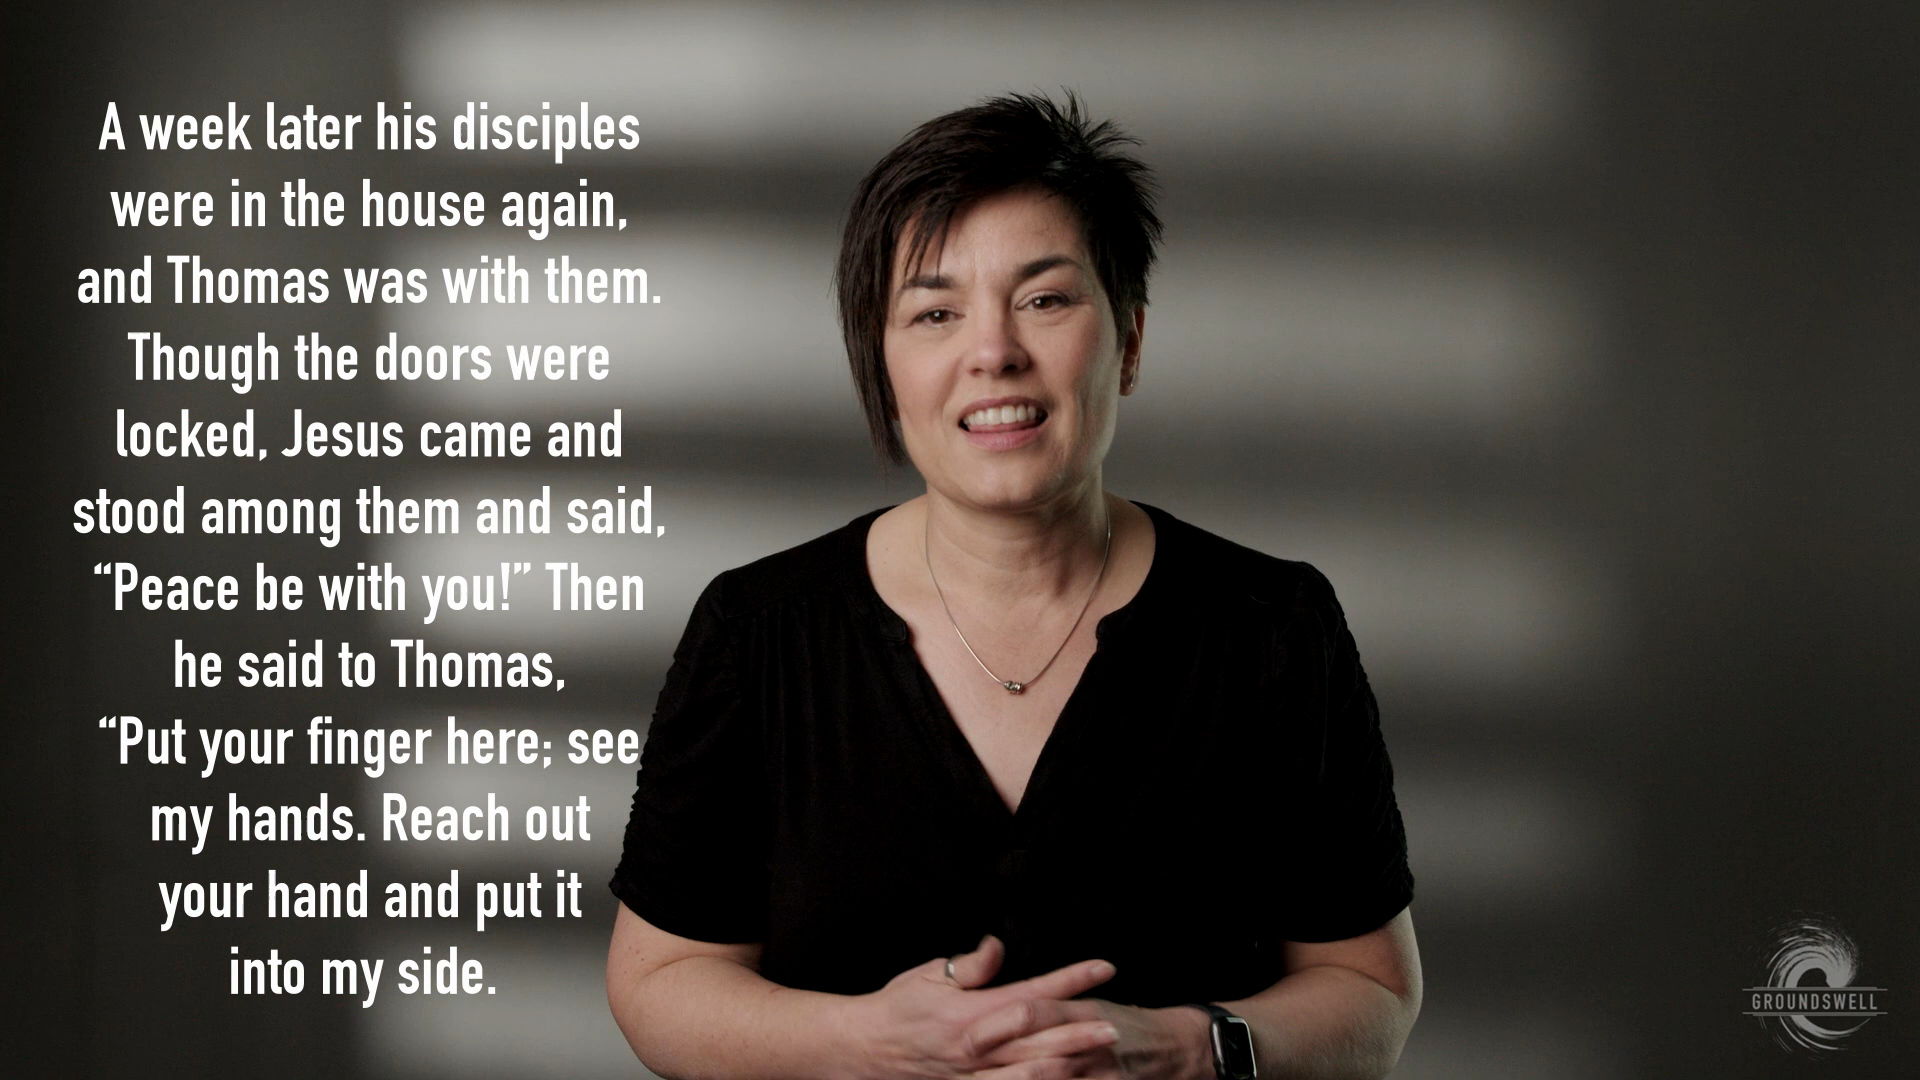 A week later his disciples
were in the house again,
and Thomas was with them.
Though the doors were
locked, Jesus came and
stood among them and said,
“Peace be with you!” Then
he said to Thomas,
“Put your finger here; see
my hands. Reach out
your hand and put it
into my side.
GROUNDSWELL